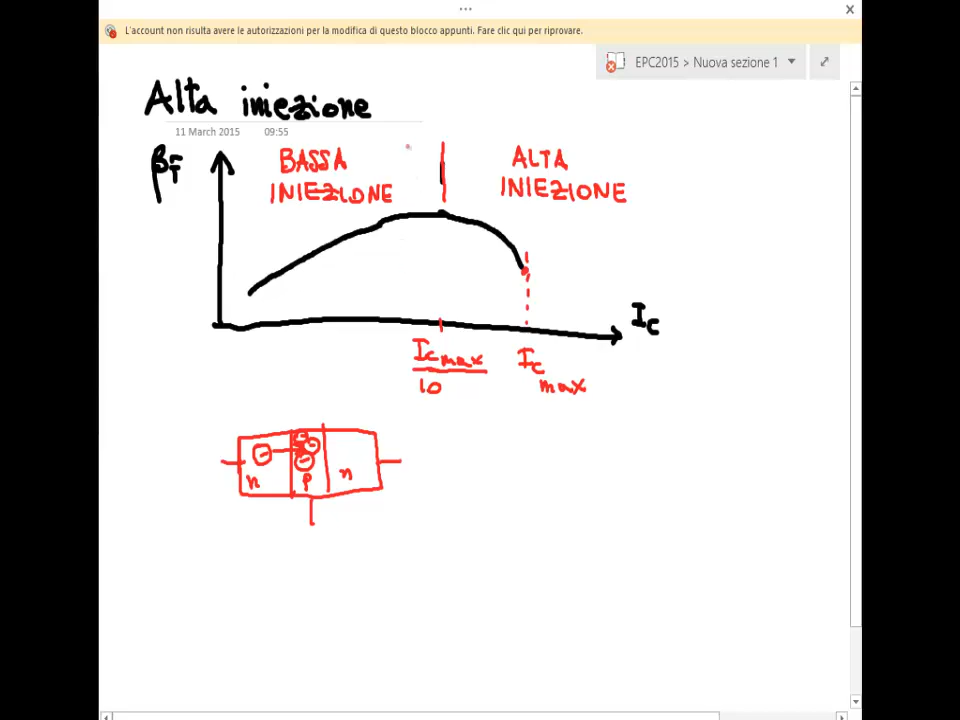 L'account non risulta avere le autorizzazioni per la modifica di questo blocco appunti. Fare clic qui per riprovare.
EPC2015 > Nuova sezione 1
Alta iniezione
11 March 2015 09:55
βF
BASSA
INIEZIONE
ALTA
INIEZIONE
IC
IC max
10
IC
max
n
p
n